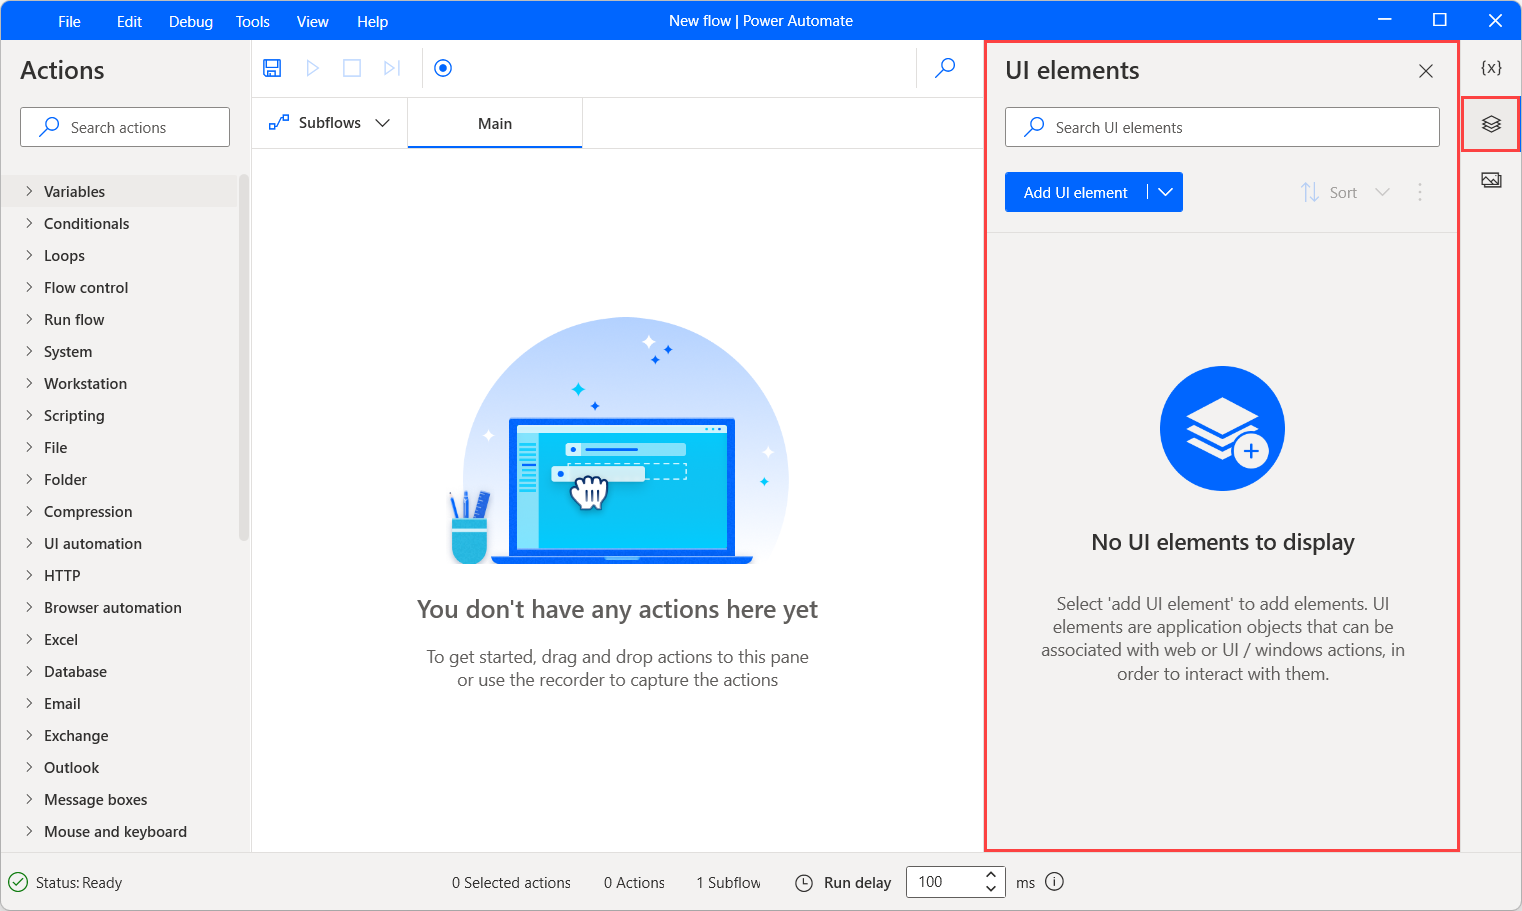 File Edit Debug Tools View Help New flow | Power Automate
Actions
Search actions
Variables
Conditionals
Loops
Flow control
Run flow
System
Workstation
Scripting
File
Folder
Compression
UI automation
HTTP
Browser automation
Excel
Database
Email
Exchange
Outlook
Message boxes
Mouse and keyboard
Subflows Main
You don't have any actions here yet
To get started, drag and drop actions to this pane
or use the recorder to capture the actions
UI elements
Search UI elements
Add UI element Sort
No UI elements to display
Select 'add UI element' to add elements. UI
elements are application objects that can be
associated with web or UI / windows actions, in
order to interact with them.
{x}
Status: Ready 0 Selected actions 0 Actions 1 Subflow Run delay 100 ms